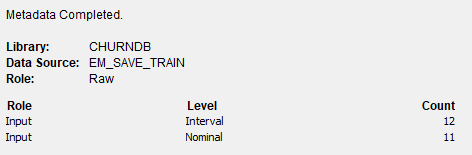 Metadata Completed.
Library: CHURNDB
Data Source: EM_SAVE_TRAIN
Role: Raw
Role Level Count
Input Interval 12
Input Nominal 11